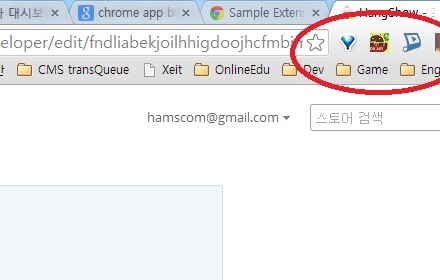 대시보 chrome app b Sample Exten HangShow
eloper/edit/fndliabekjoilhhigdoojhcfmbi
CMS transQueue Xeit OnlineEdu Dev Game Eng
hamscom@gmail.com
스토어 검색